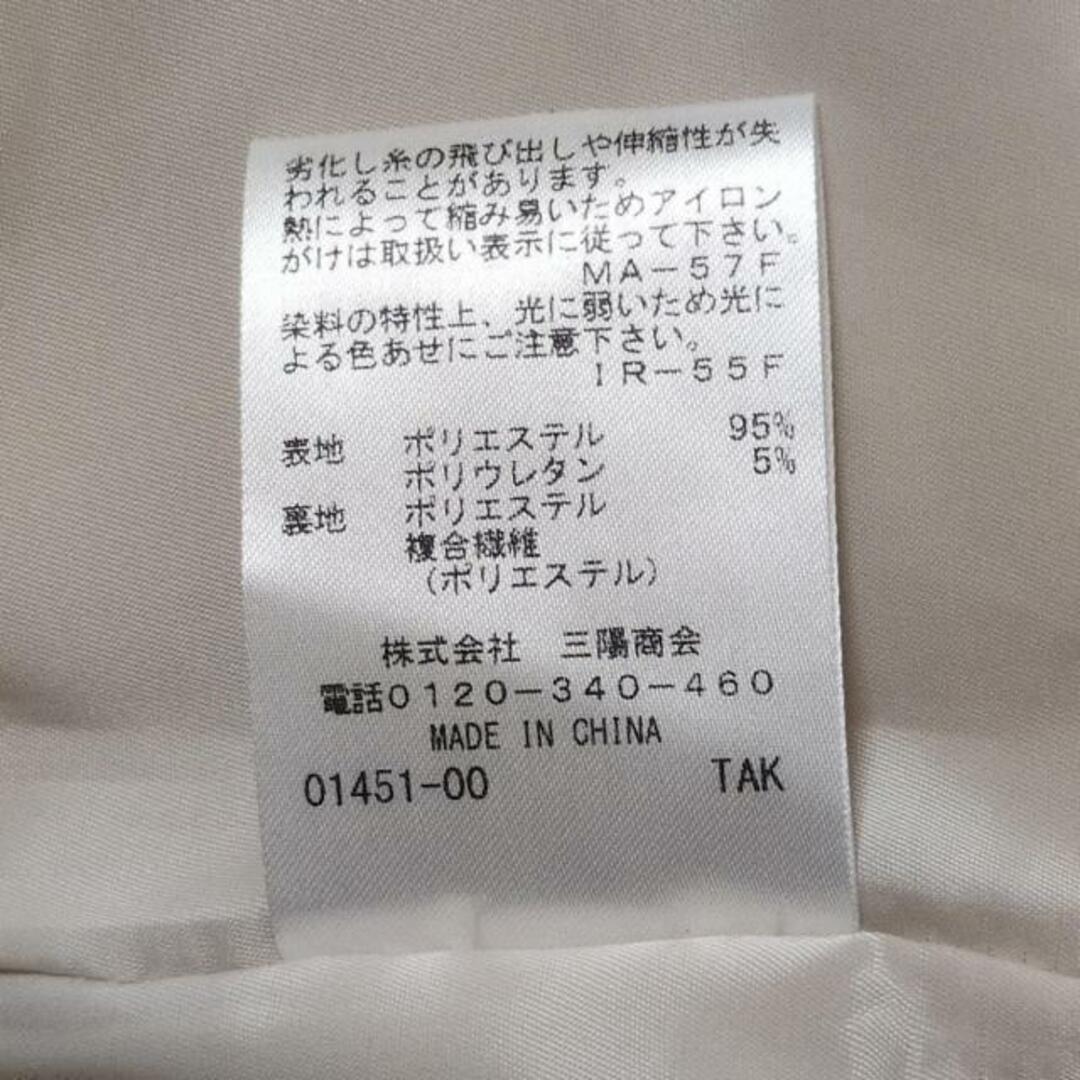 劣化し糸の飛び出しや伸縮性が失
われることがあります。
熱によって縮み易いためアイロン
がけは取扱い表示に従って下さい。
MA-57F
染料の特性上、光に弱いため光に
よる色あせにご注意下さい。
IR-55F
表地 ポリエステル 95%
ポリウレタン 5%
裏地 ポリエステル
複合繊維
(ポリエステル)
株式会社 三陽商会
電話0120-340-460
MADE IN CHINA
01451-00 TAK